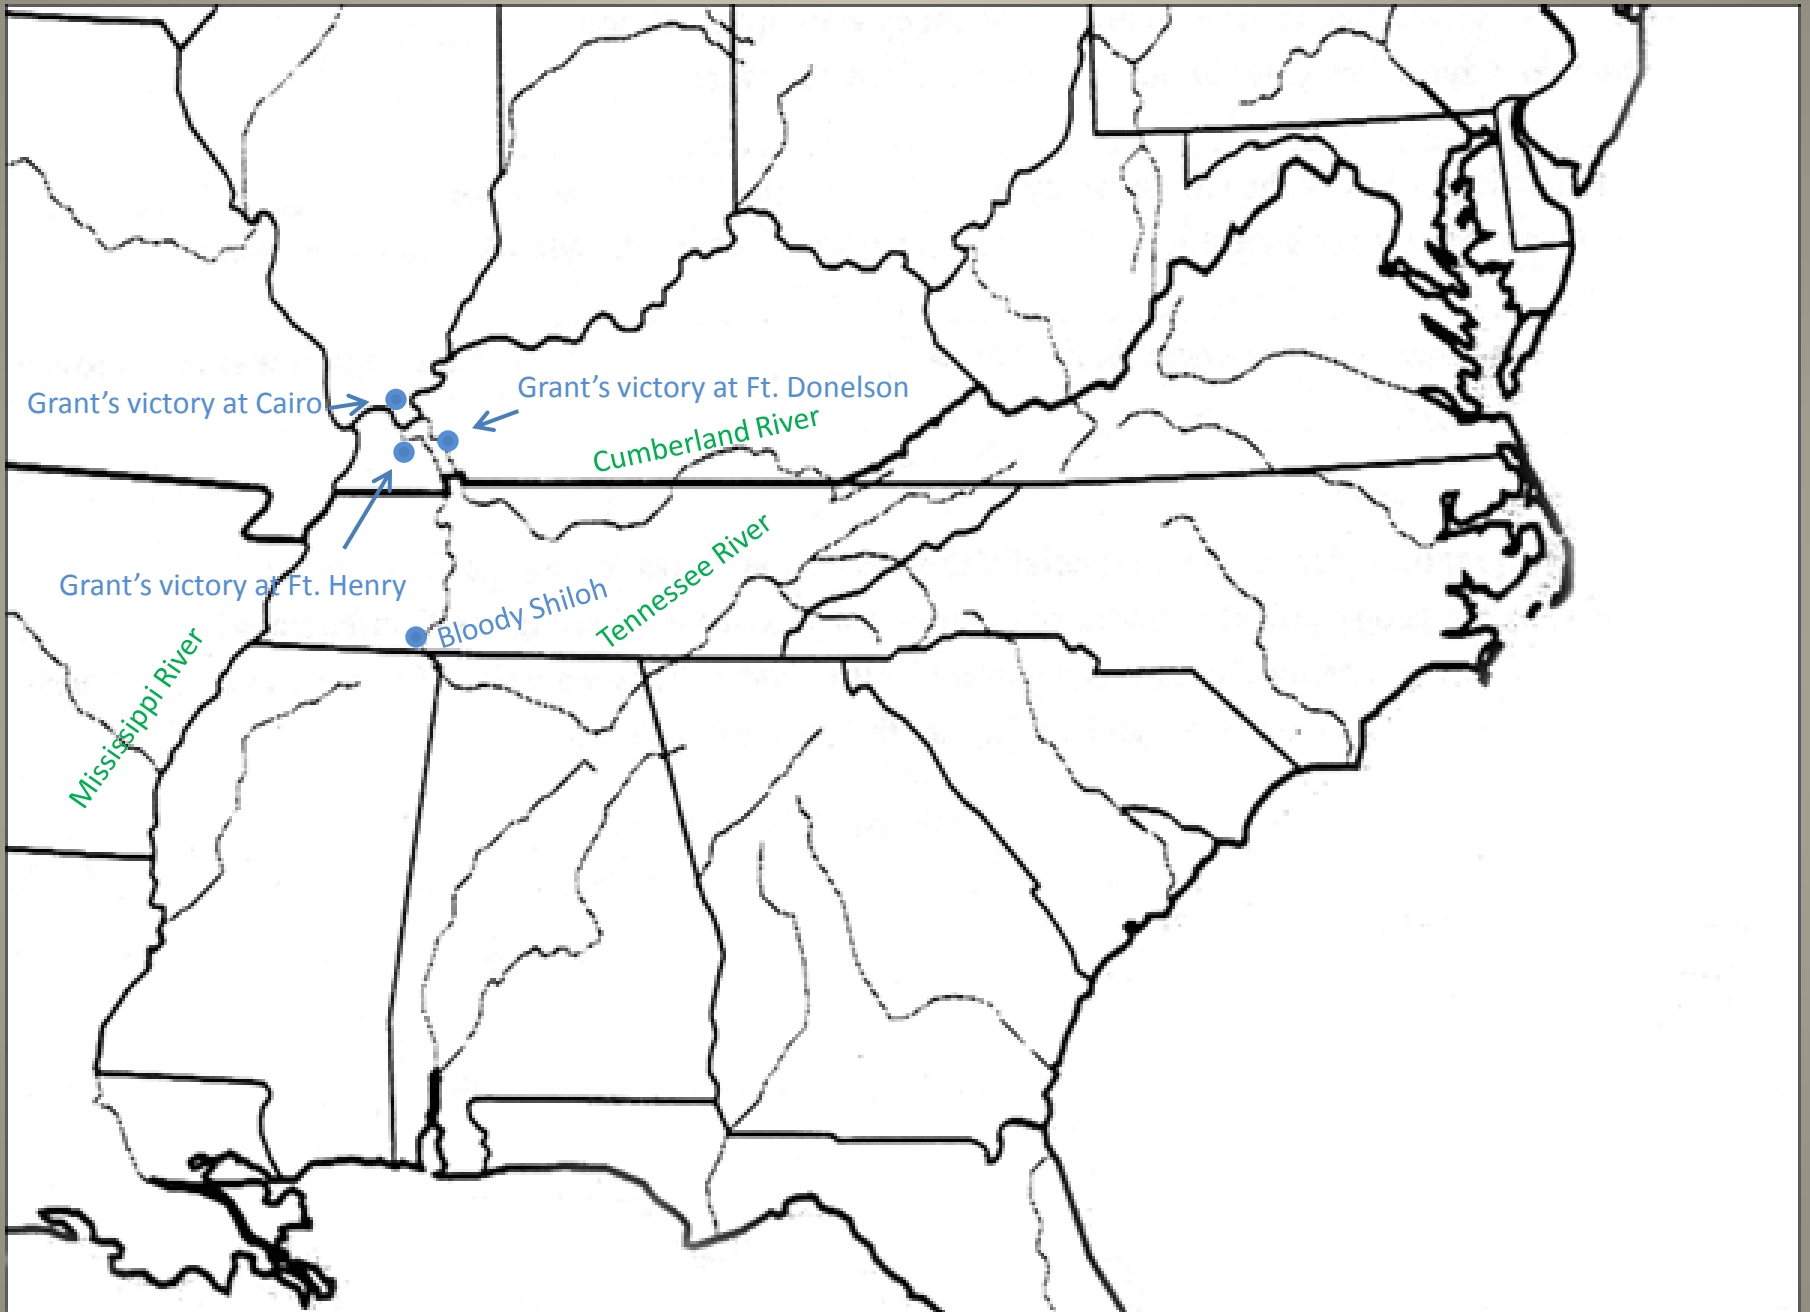 Grant's victory at Ft. Donelson
Grant's victory at Cairo
Cumberland River
Tennessee River
Grant's victory at Ft. Henry
Bloody Shiloh
Mississippi River